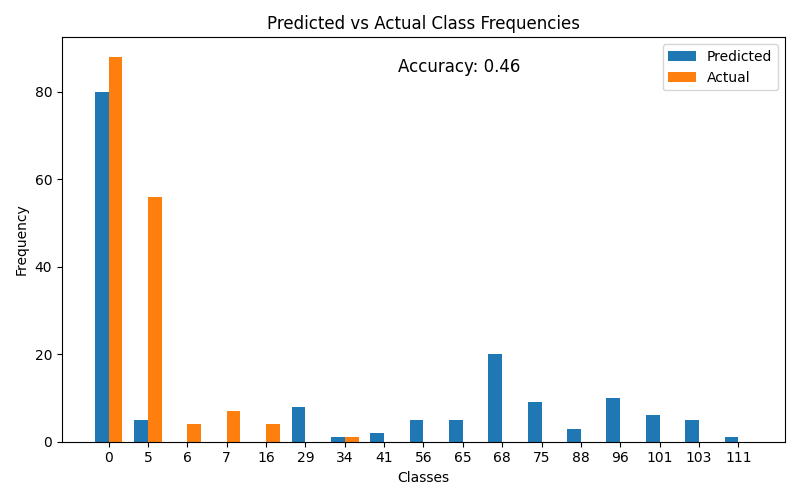 Predicted vs Actual Class Frequencies
Accuracy: 0.46
Predicted
Actual
Frequency
80
60
40
20
0
0 5 6 7 16 29 34 41 56 65 68 75 88 96 101 103 111
Classes